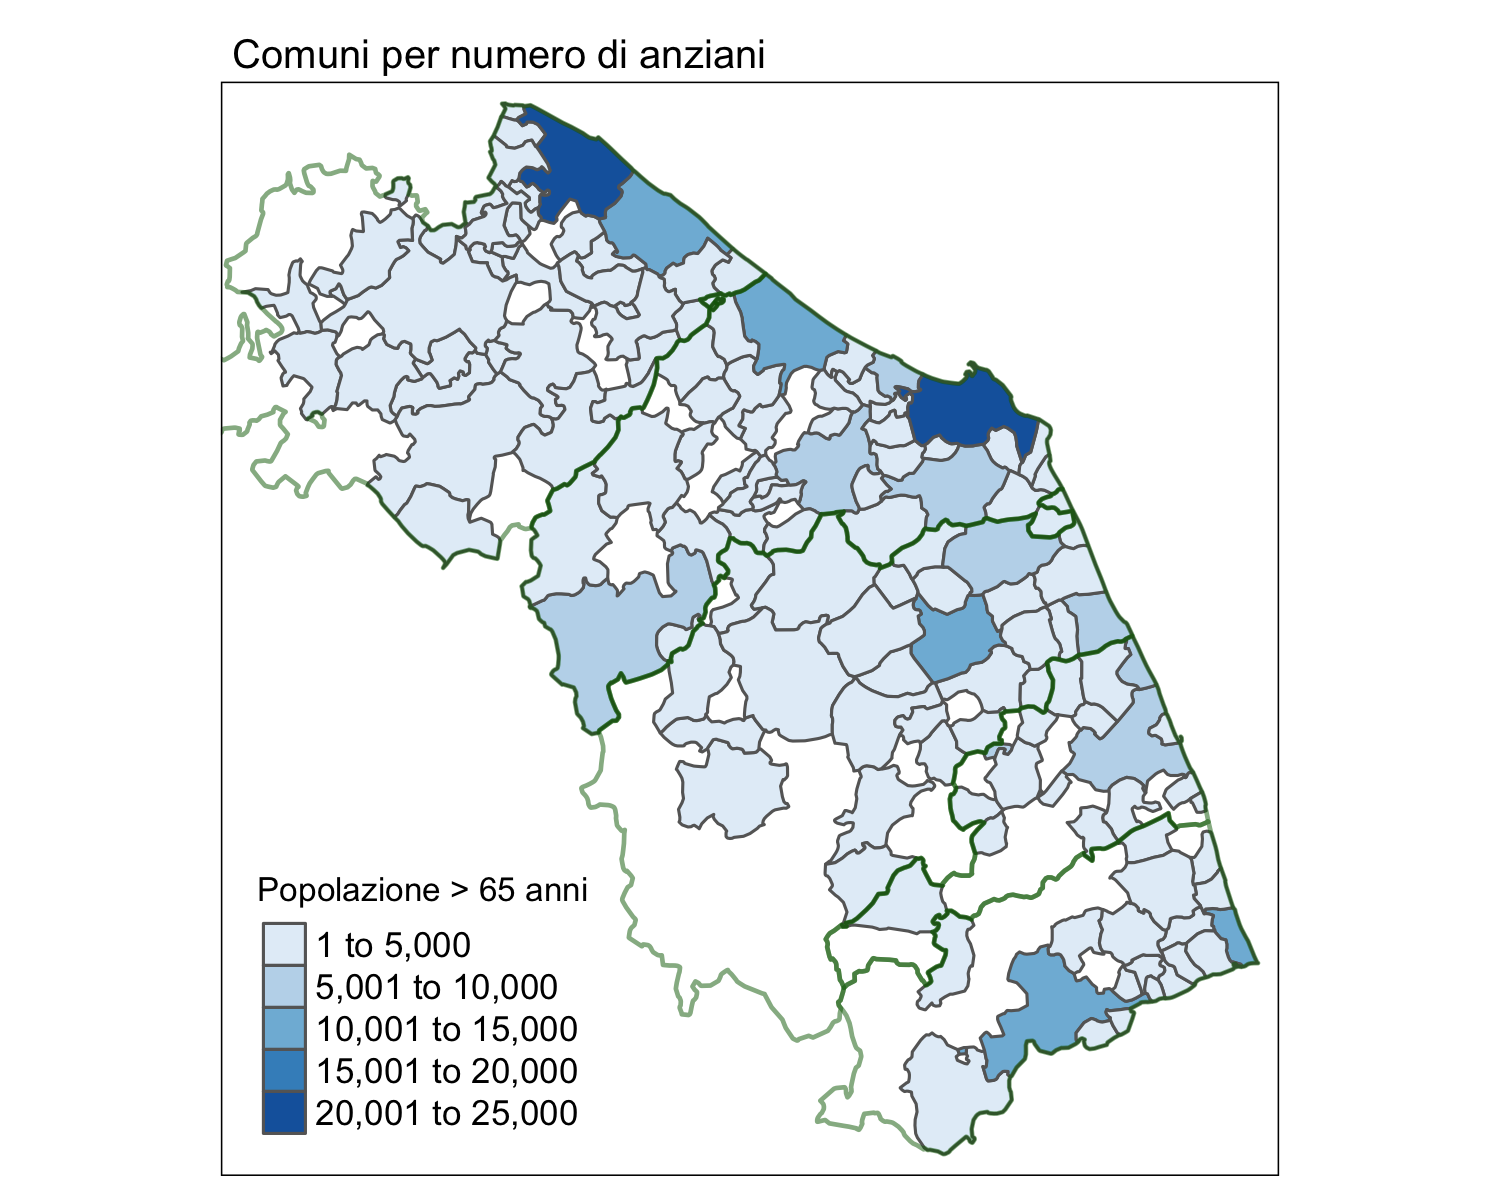 Comuni per numero di anziani
Popolazione > 65 anni
1 to 5,000
5,001 to 10,000
10,001 to 15,000
15,001 to 20,000
20,001 to 25,000